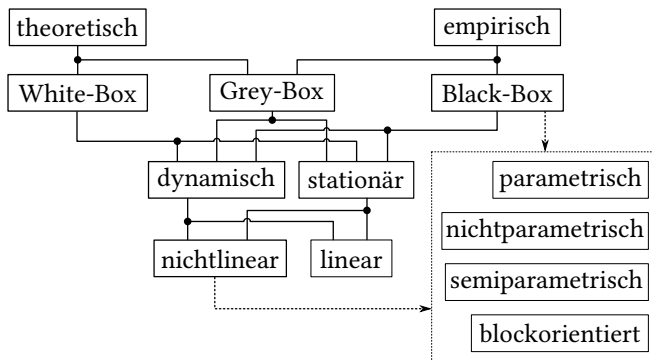 theoretisch
empirisch
White-Box
Grey-Box
Black-Box
dynamisch
stationär
parametrisch
nichtparametrisch
nichtlinear
linear
semiparametrisch
blockorientiert